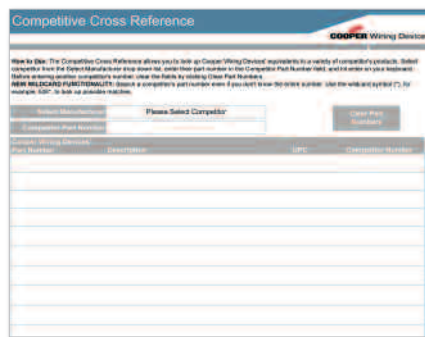 Competitive Cross Reference
COOPER Wiring Devices
How to Use: The Competitive Cross Reference allows you to look up Cooper Wiring Devices' equivalents to a variety of competitor's products. Select
competitor from the Select Manufacturer drop down list, enter their part number in the Competitor Part Number field, and hit enter on your keyboard.
Before entering another competitor's number, clear the fields by clicking Clear Part Numbers.
NEW WILDCARD FUNCTIONALITY: Search a competitor's part number even if you don't know the entire number. Use the wildcard symbol (*), for
example, 526*, to look up possible matches.
Select Manufacturer
Please Select Competitor
Clear Part
Numbers
Competitor Part Number
Cooper Wiring Devices
Part Number Description UPC Competitor Number